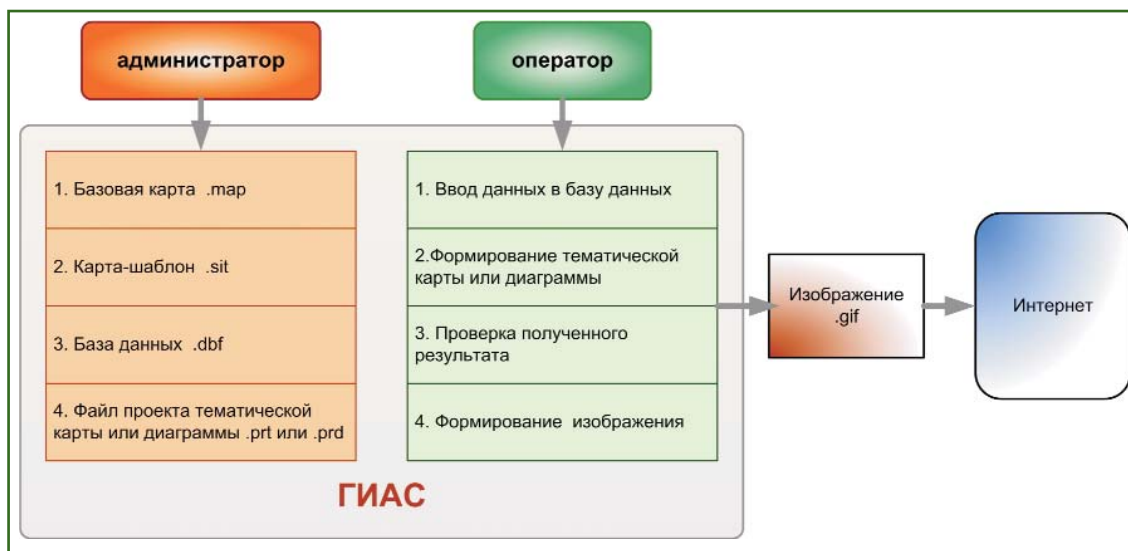 администратор
оператор
1. Базовая карта .map
2. Карта-шаблон .sit
3. База данных .dbf
4. Файл проекта тематической
карты или диаграммы .prt или .prd
1. Ввод данных в базу данных
2.Формирование тематической
карты или диаграммы
3. Проверка полученного
результата
4. Формирование изображения
Изображение
.gif
Интернет
ГИАС